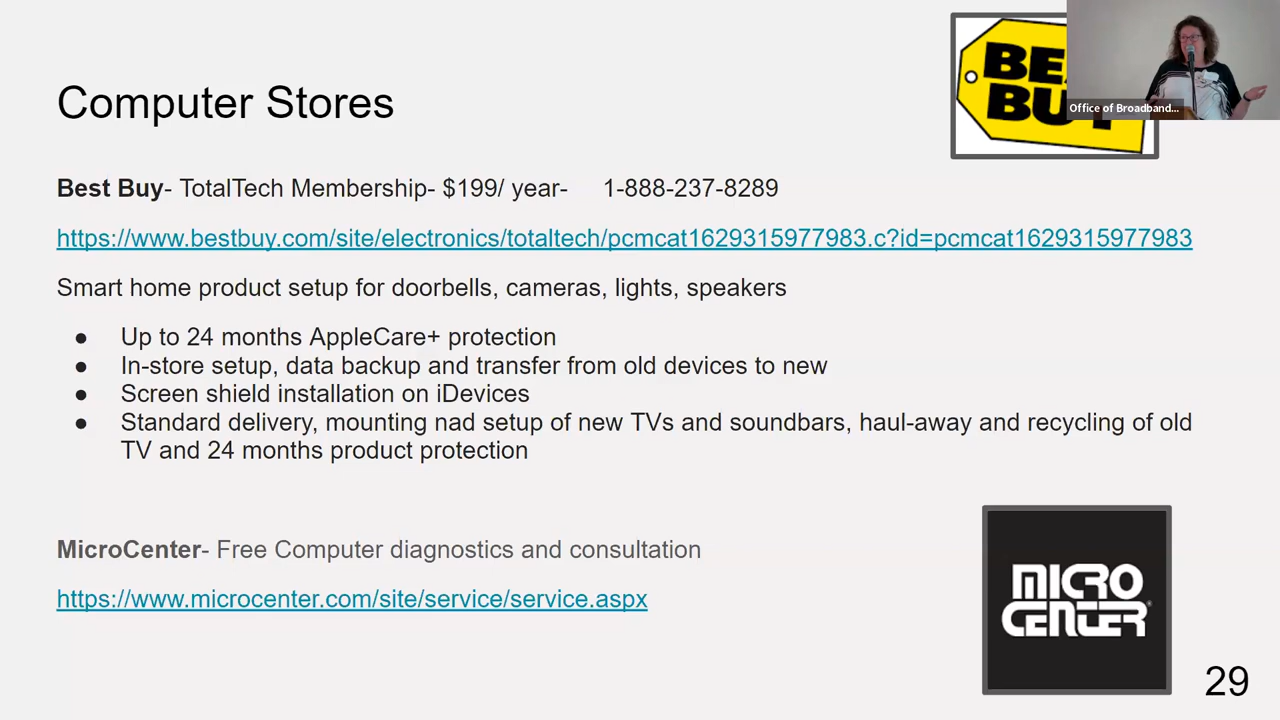 Computer Stores
BEST BUY
Office of Broadband...
Best Buy- TotalTech Membership- $199/ year- 1-888-237-8289
https://www.bestbuy.com/site/electronics/totaltech/pcmcat1629315977983.c?id=pcmcat1629315977983
Smart home product setup for doorbells, cameras, lights, speakers
● Up to 24 months AppleCare+ protection
● In-store setup, data backup and transfer from old devices to new
● Screen shield installation on iDevices
● Standard delivery, mounting nad setup of new TVs and soundbars, haul-away and recycling of old
TV and 24 months product protection
MicroCenter- Free Computer diagnostics and consultation
https://www.microcenter.com/site/service/service.aspx
MICRO
CENTER
29